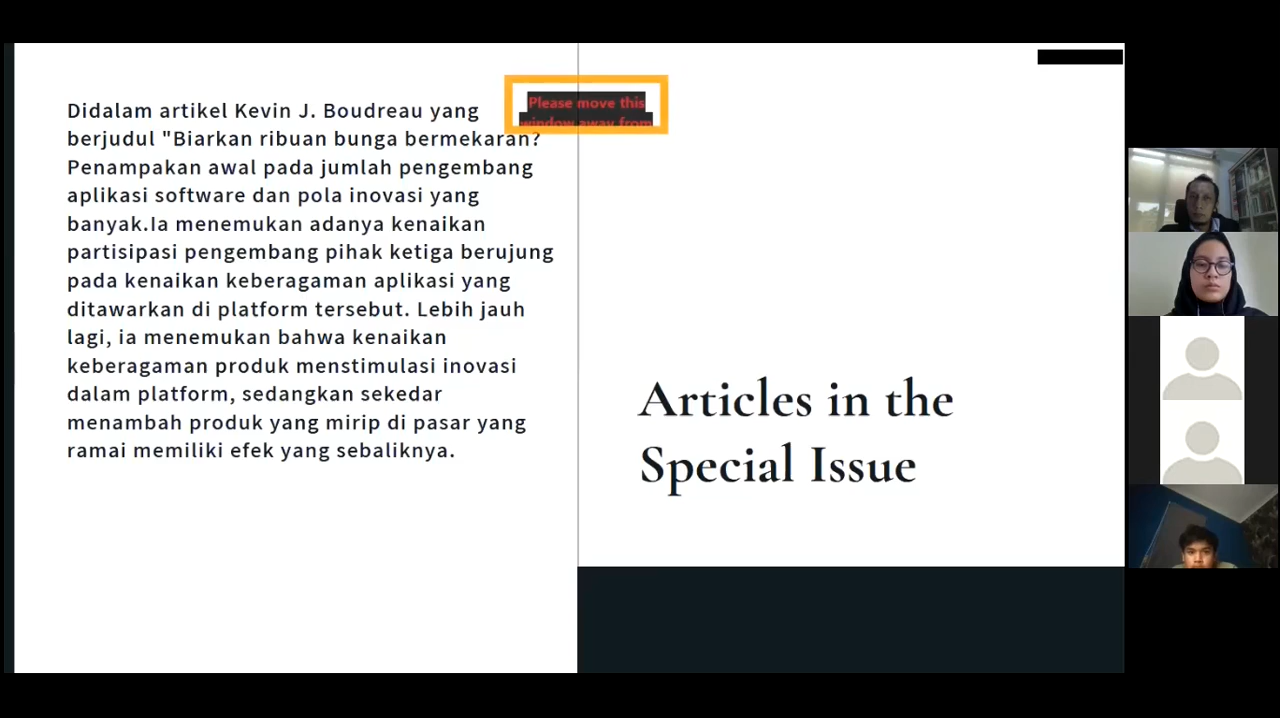 Didalam artikel Kevin J. Boudreau yang
berjudul "Biarkan ribuan bunga bermekaran?
Penampakan awal pada jumlah pengembang
aplikasi software dan pola inovasi yang
banyak.Ia menemukan adanya kenaikan
partisipasi pengembang pihak ketiga berujung
pada kenaikan keberagaman aplikasi yang
ditawarkan di platform tersebut. Lebih jauh
lagi, ia menemukan bahwa kenaikan
keberagaman produk menstimulasi inovasi
dalam platform, sedangkan sekedar
menambah produk yang mirip di pasar yang
ramai memiliki efek yang sebaliknya.
Please move this
window away from
Articles in the
Special Issue